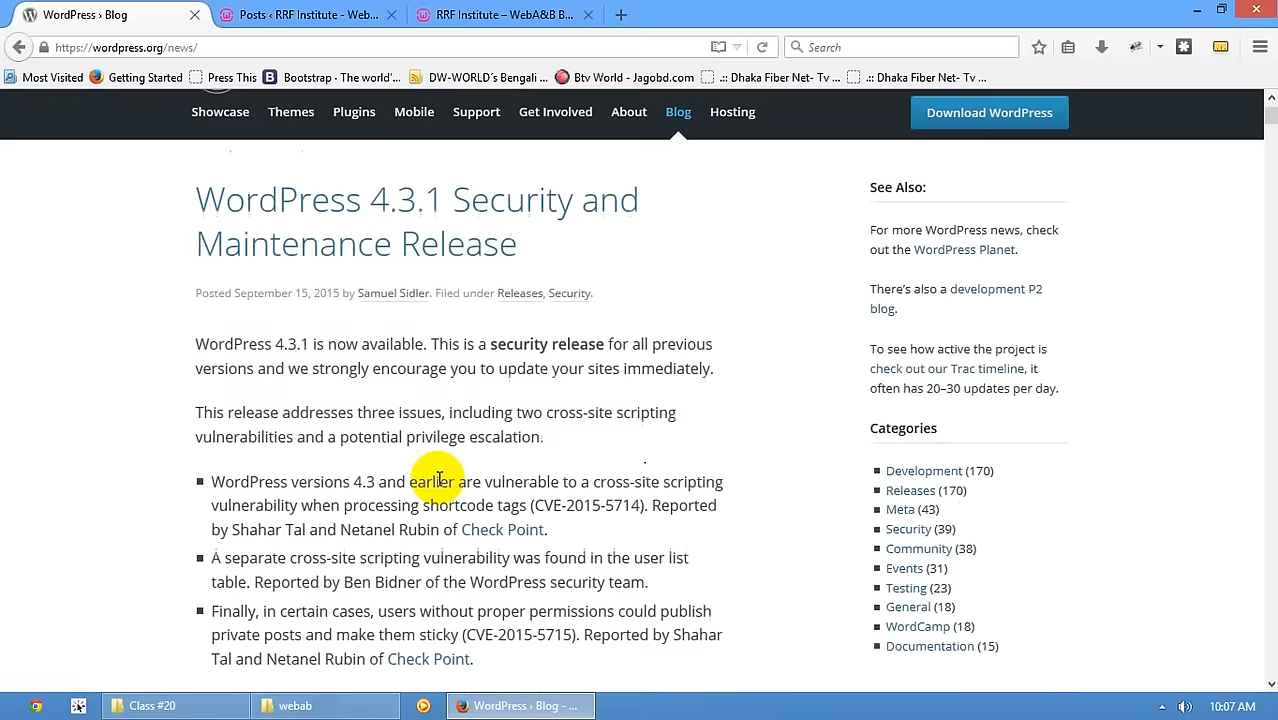 WordPress › Blog
Posts ‹ RRF Institute - Web...
RRF Institute – WebA&B B...
https://wordpress.org/news/
Search
Most Visited
Getting Started
Press This
Bootstrap · The world'...
DW-WORLD´s Bengali ...
Btv World - Jagobd.com
.:: Dhaka Fiber Net- Tv ...
.:: Dhaka Fiber Net- Tv ...
Showcase
Themes
Plugins
Mobile
Support
Get Involved
About
Blog
Hosting
Download WordPress
WordPress 4.3.1 Security and
Maintenance Release
Posted September 15, 2015 by Samuel Sidler. Filed under Releases, Security.
WordPress 4.3.1 is now available. This is a security release for all previous
versions and we strongly encourage you to update your sites immediately.
This release addresses three issues, including two cross-site scripting
vulnerabilities and a potential privilege escalation.
WordPress versions 4.3 and earlier are vulnerable to a cross-site scripting
vulnerability when processing shortcode tags (CVE-2015-5714). Reported
by Shahar Tal and Netanel Rubin of Check Point.
A separate cross-site scripting vulnerability was found in the user list
table. Reported by Ben Bidner of the WordPress security team.
Finally, in certain cases, users without proper permissions could publish
private posts and make them sticky (CVE-2015-5715). Reported by Shahar
Tal and Netanel Rubin of Check Point.
See Also:
For more WordPress news, check
out the WordPress Planet.
There's also a development P2
blog.
To see how active the project is
check out our Trac timeline, it
often has 20–30 updates per day.
Categories
Development (170)
Releases (170)
Meta (43)
Security (39)
Community (38)
Events (31)
Testing (23)
General (18)
WordCamp (18)
Documentation (15)
Class #20
webab
WordPress › Blog - ...
10:07 AM